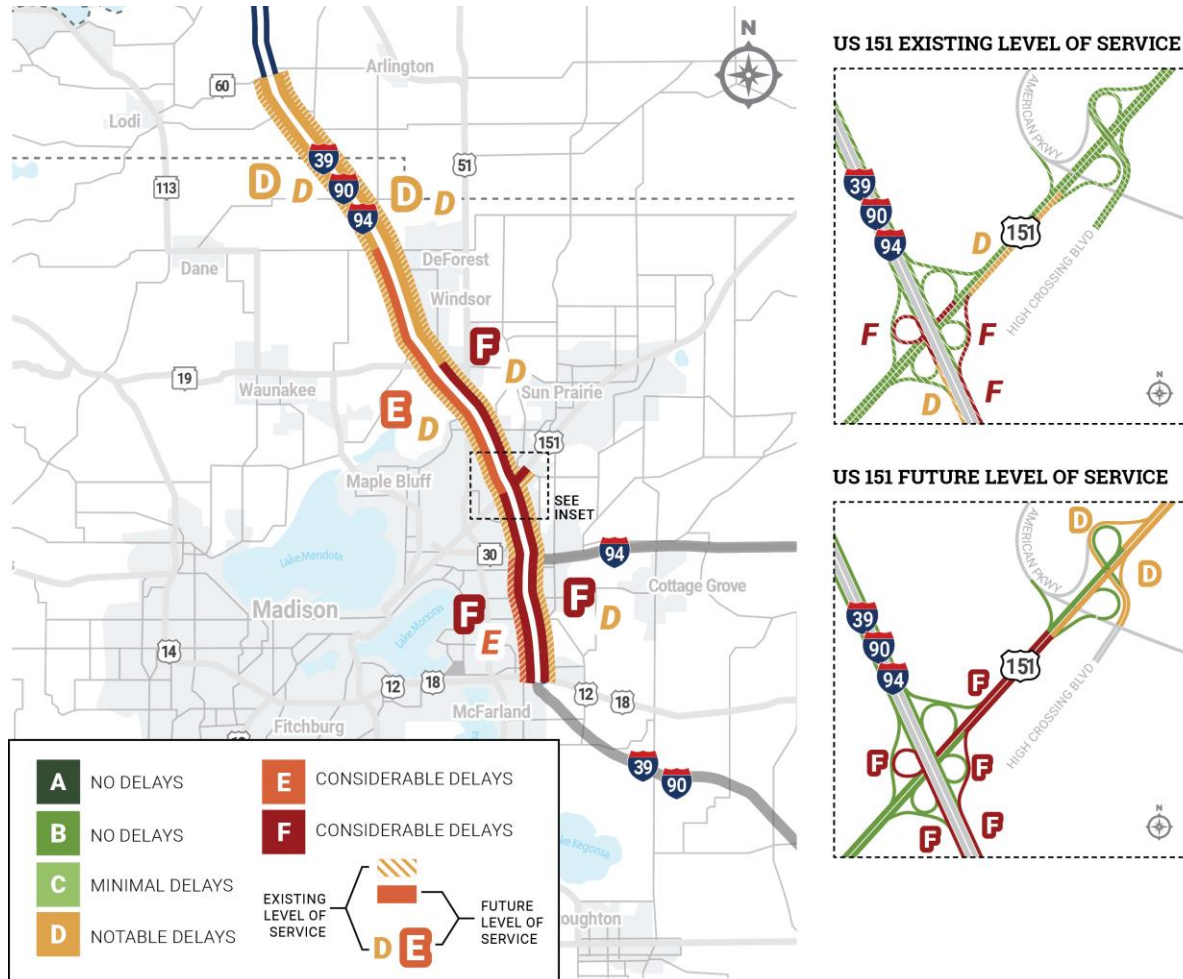 N
Arlington
60
Lodi
39
51
D
D
90
D
D
113
94
DeForest
Dane
Windsor
F
D
19
Waunakee
Sun Prairie
E
D
151
Maple Bluff
SEE
INSET
Lake Mendota
30
94
Cottage Grove
Madison
F
F
D
Lake Monona
E
14
12
18
12
18
McFarland
Fitchburg
39
90
A NO DELAYS
B NO DELAYS
C MINIMAL DELAYS
D NOTABLE DELAYS
E CONSIDERABLE DELAYS
F CONSIDERABLE DELAYS
EXISTING
LEVEL OF
SERVICE
D E
FUTURE
LEVEL OF
SERVICE
ke Kegonsa
oughton
US 151 EXISTING LEVEL OF SERVICE
AMERICAN PKWY
39
90
94
151
D
HIGH CROSSING BLVD
F
F
F
D
N
US 151 FUTURE LEVEL OF SERVICE
AMERICAN PKWY
D
D
39
90
94
151
F
HIGH CROSSING BLVD
F
F
F
F
N